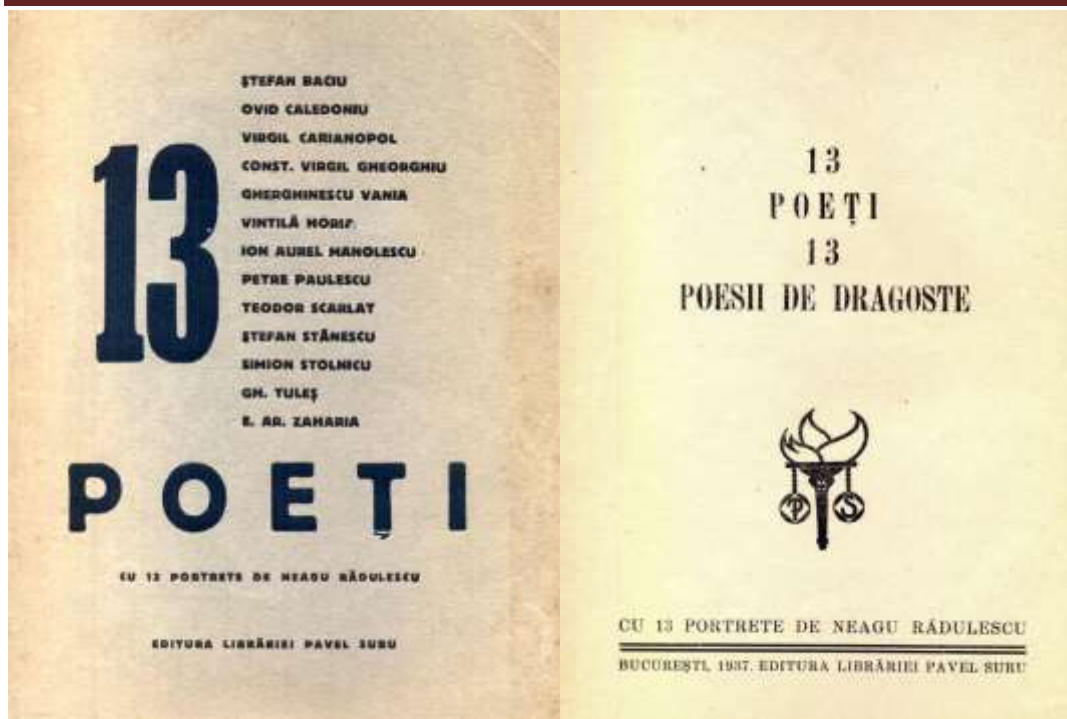 ȘTEFAN BACIU
OVID CALEDONIU
VIRGIL CARIANOPOL
CONST. VIRGIL GHEORGHIU
GHERGHINESCU VANIA
VINTILĂ
ION AUREL MANOLESCU
PETRE PAULESCU
TEODOR SCARLAT
ȘTEFAN STĂNESCU
SIMION STOLNICU
GH. TULEȘ
E. AR. ZAHARIA
13
POEȚI
CU 13 PORTRETE DE NEAGU RĂDULESCU
EDITURA LIBRĂRIEI PAVEL SURU
13
POEȚI
13
POESII DE DRAGOSTE
P S
CU 13 PORTRETE DE NEAGU RĂDULESCU
BUCUREȘTI, 1937. EDITURA LIBRĂRIEI PAVEL SURU